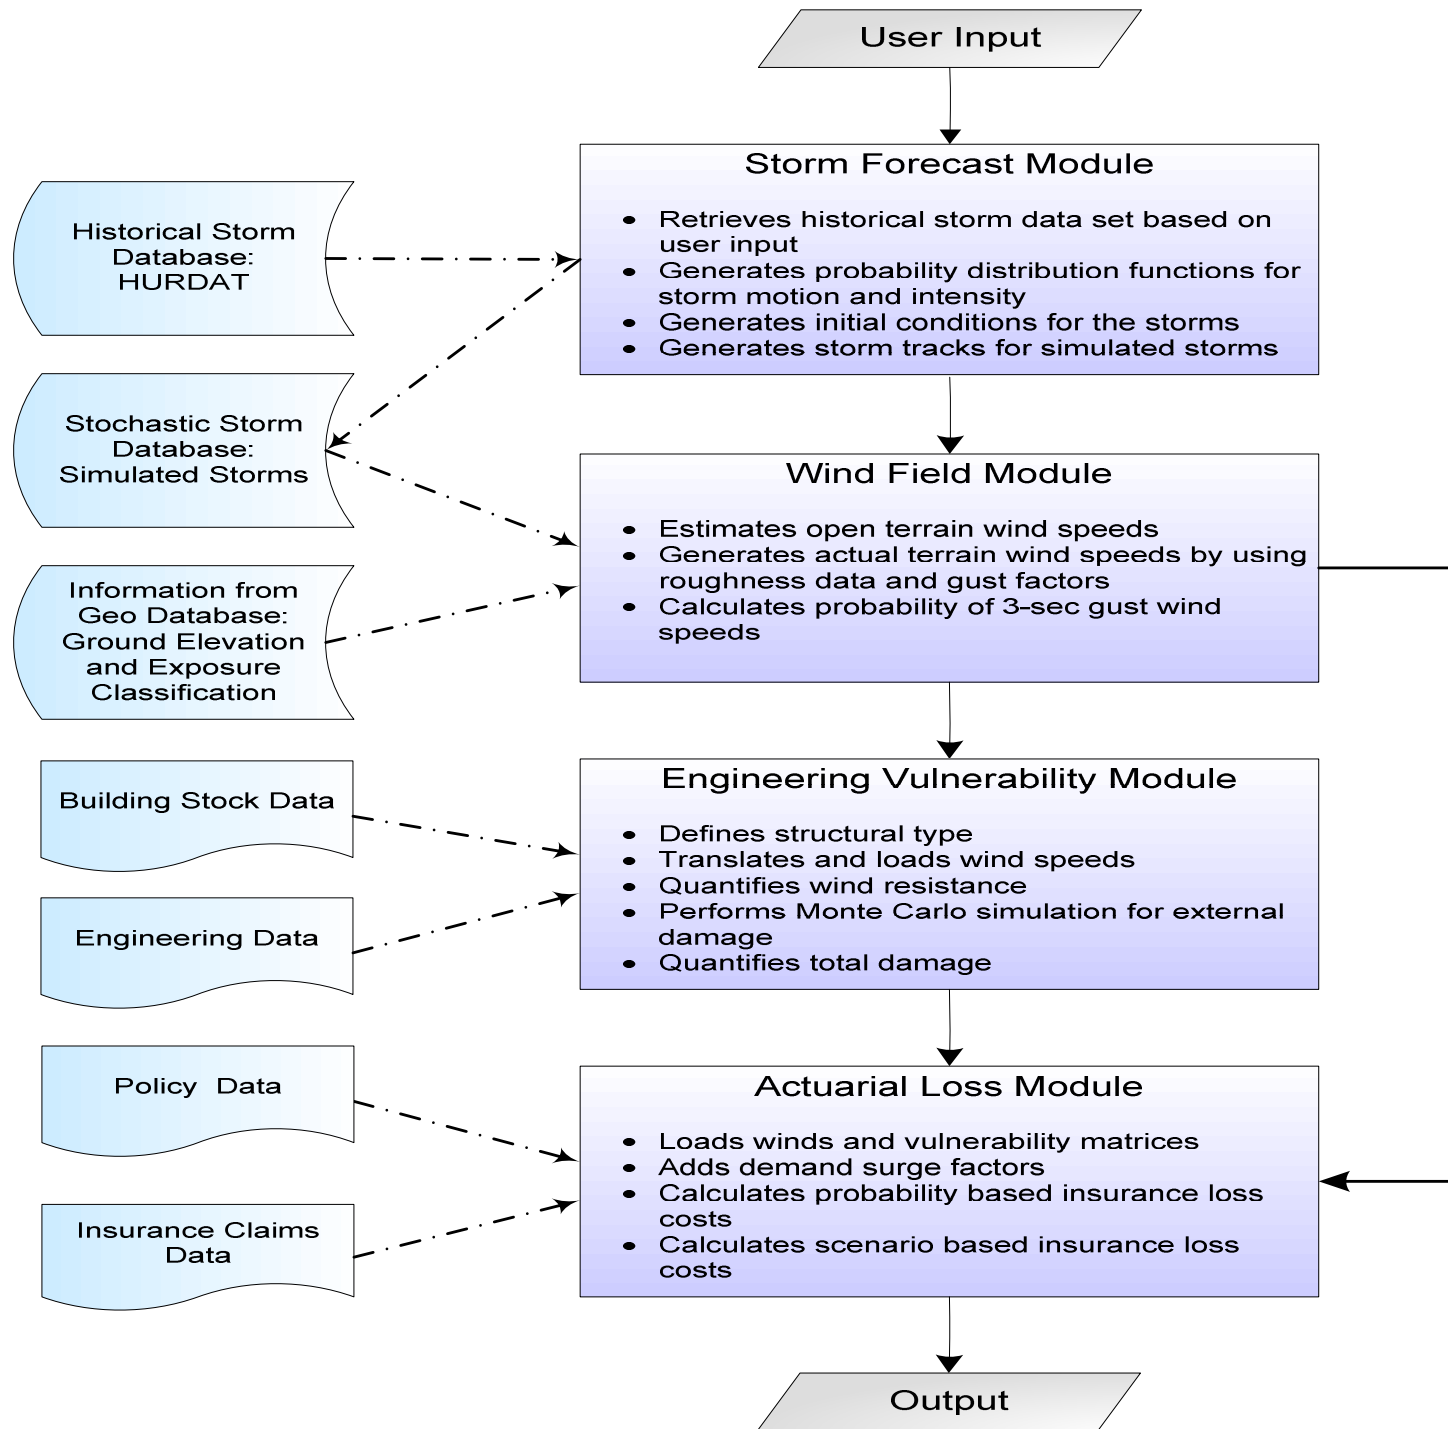 User Input
Storm Forecast Module
• Retrieves historical storm data set based on
user input
• Generates probability distribution functions for
storm motion and intensity
• Generates initial conditions for the storms
• Generates storm tracks for simulated storms
Historical Storm
Database:
HURDAT
Stochastic Storm
Database:
Simulated Storms
Wind Field Module
• Estimates open terrain wind speeds
• Generates actual terrain wind speeds by using
roughness data and gust factors
• Calculates probability of 3-sec gust wind
speeds
Information from
Geo Database:
Ground Elevation
and Exposure
Classification
Engineering Vulnerability Module
• Defines structural type
• Translates and loads wind speeds
• Quantifies wind resistance
• Performs Monte Carlo simulation for external
damage
• Quantifies total damage
Building Stock Data
Engineering Data
Actuarial Loss Module
• Loads winds and vulnerability matrices
• Adds demand surge factors
• Calculates probability based insurance loss
costs
• Calculates scenario based insurance loss
costs
Policy  Data
Insurance Claims
Data
Output